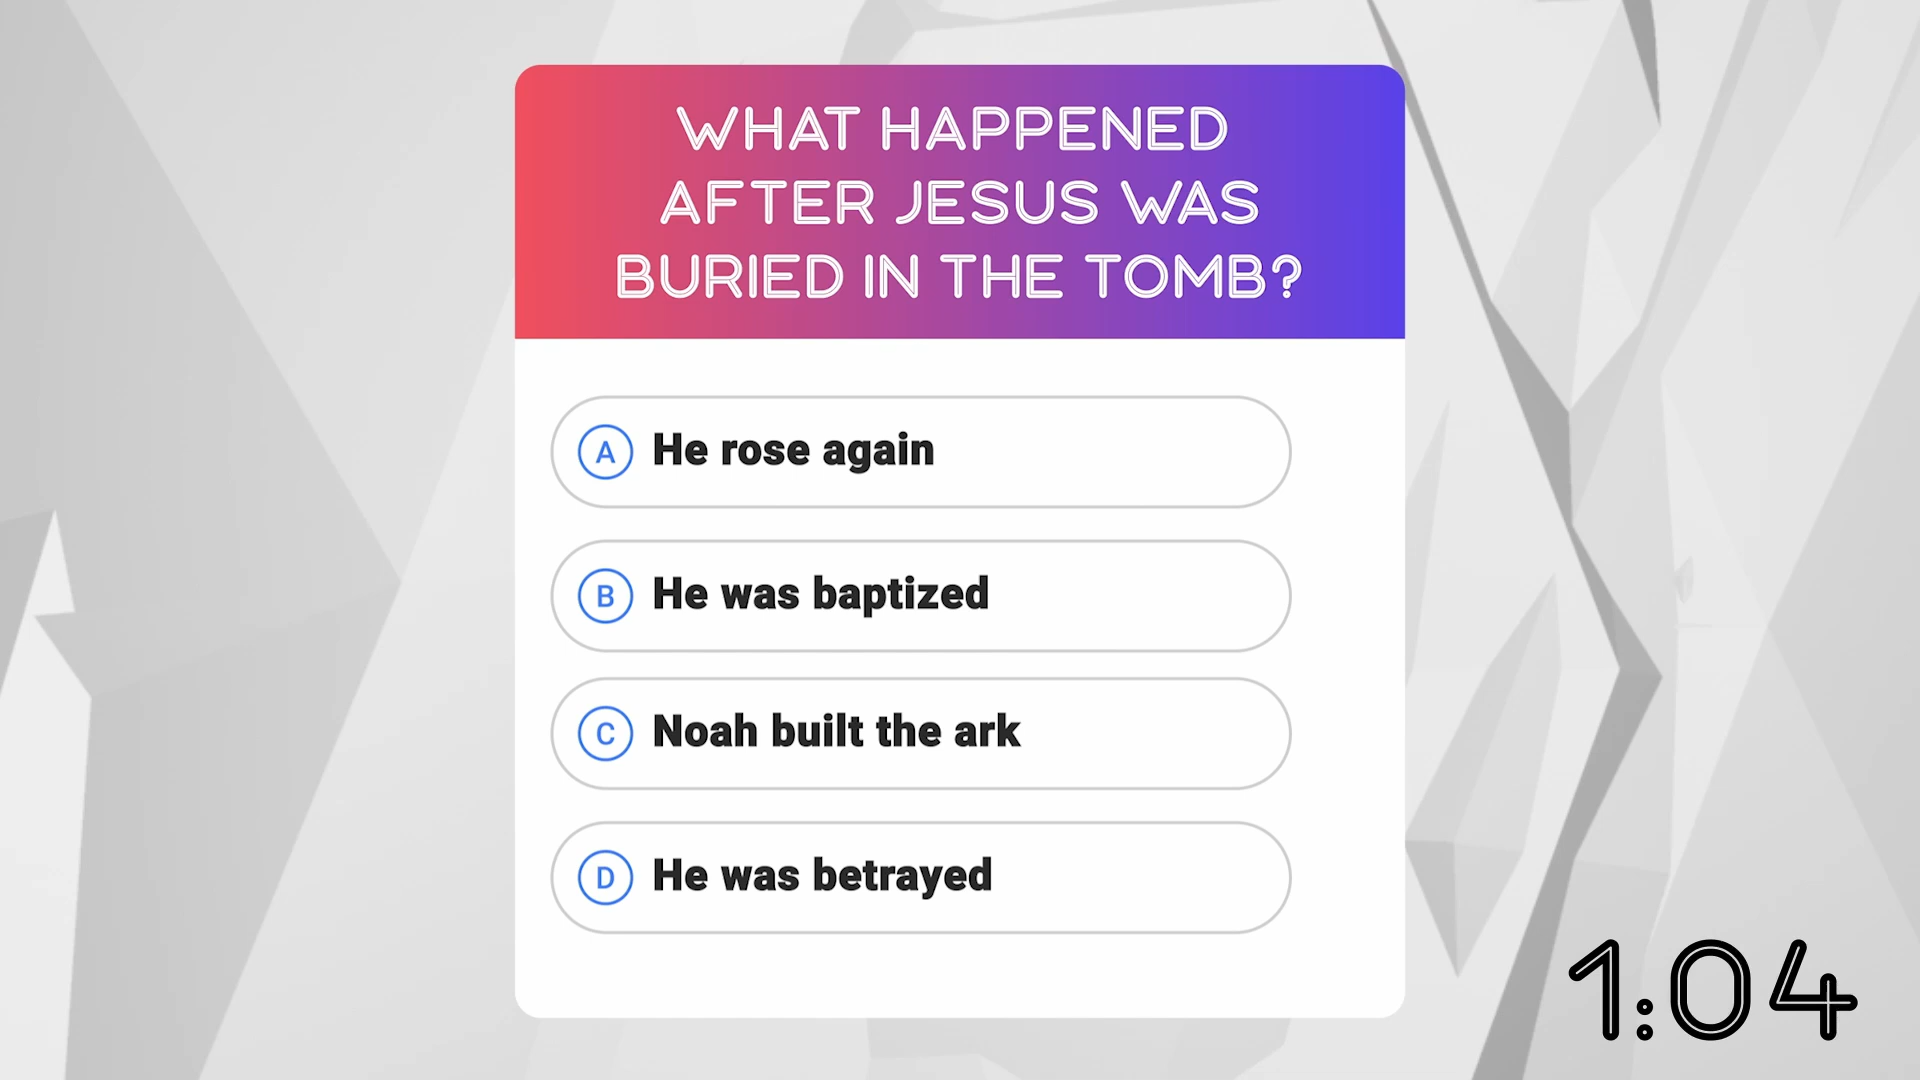 WHAT HAPPENED
AFTER JESUS WAS
BURIED IN THE TOMB?
A He rose again
B He was baptized
C Noah built the ark
D He was betrayed
1:04